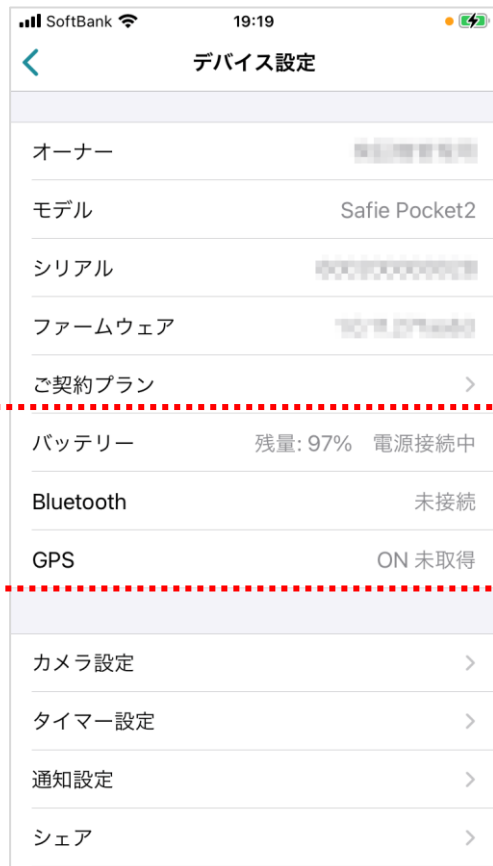 SoftBank 19:19
デバイス設定
オーナー
モデル Safie Pocket2
シリアル
ファームウェア
ご契約プラン
バッテリー 残量: 97% 電源接続中
Bluetooth 未接続
GPS ON 未取得
カメラ設定
タイマー設定
通知設定
シェア